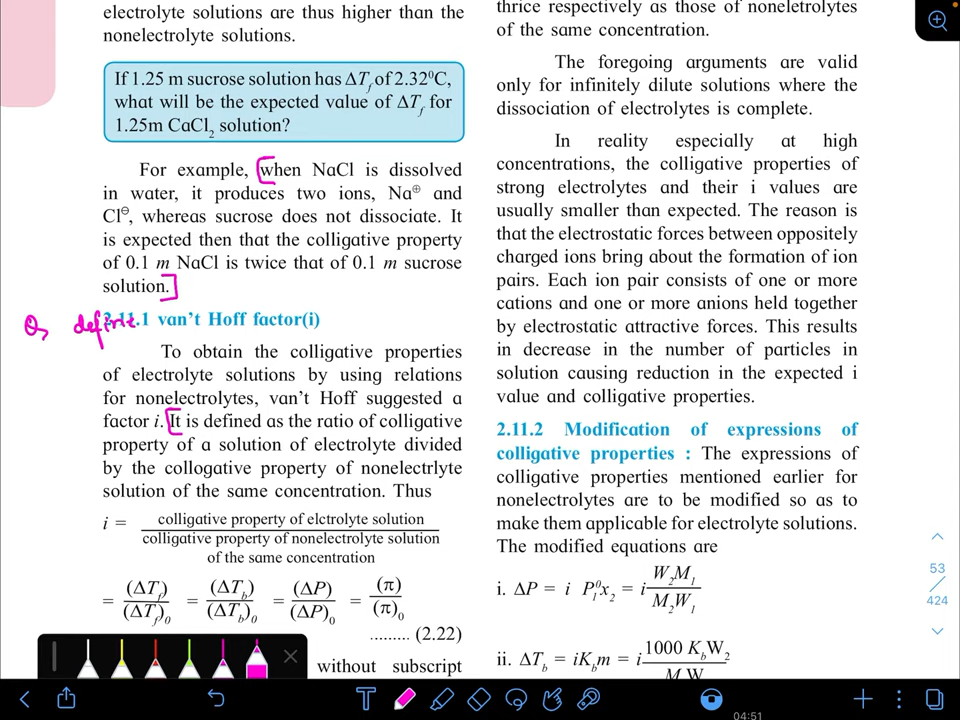 electrolyte solutions are thus higher than the
nonelectrolyte solutions.
If 1.25 m sucrose solution has ΔT_f of 2.32⁰C,
what will be the expected value of ΔT_f for
1.25m CaCl₂ solution?
For example, when NaCl is dissolved
in water, it produces two ions, Na⊕ and
Cl⊖, whereas sucrose does not dissociate. It
is expected then that the colligative property
of 0.1 m NaCl is twice that of 0.1 m sucrose
solution.
Q define
2.11.1 van't Hoff factor(i)
To obtain the colligative properties
of electrolyte solutions by using relations
for nonelectrolytes, van't Hoff suggested a
factor i. It is defined as the ratio of colligative
property of a solution of electrolyte divided
by the collogative property of nonelectrlyte
solution of the same concentration. Thus
i = colligative property of elctrolyte solution
colligative property of nonelectrolyte solution
of the same concentration
= (ΔT_f)/(ΔT_f)₀ = (ΔT_b)/(ΔT_b)₀ = (ΔP)/(ΔP)₀ = (π)/(π)₀
......... (2.22)
without subscript
thrice respectively as those of noneletrolytes
of the same concentration.
The foregoing arguments are valid
only for infinitely dilute solutions where the
dissociation of electrolytes is complete.
In reality especially at high
concentrations, the colligative properties of
strong electrolytes and their i values are
usually smaller than expected. The reason is
that the electrostatic forces between oppositely
charged ions bring about the formation of ion
pairs. Each ion pair consists of one or more
cations and one or more anions held together
by electrostatic attractive forces. This results
in decrease in the number of particles in
solution causing reduction in the expected i
value and colligative properties.
2.11.2 Modification of expressions of
colligative properties : The expressions of
colligative properties mentioned earlier for
nonelectrolytes are to be modified so as to
make them applicable for electrolyte solutions.
The modified equations are
i. ΔP = i P₁⁰x₂ = i W₂M₁/M₂W₁
ii. ΔT_b = iK_bm = i 1000 K_bW₂
53
424
04:51